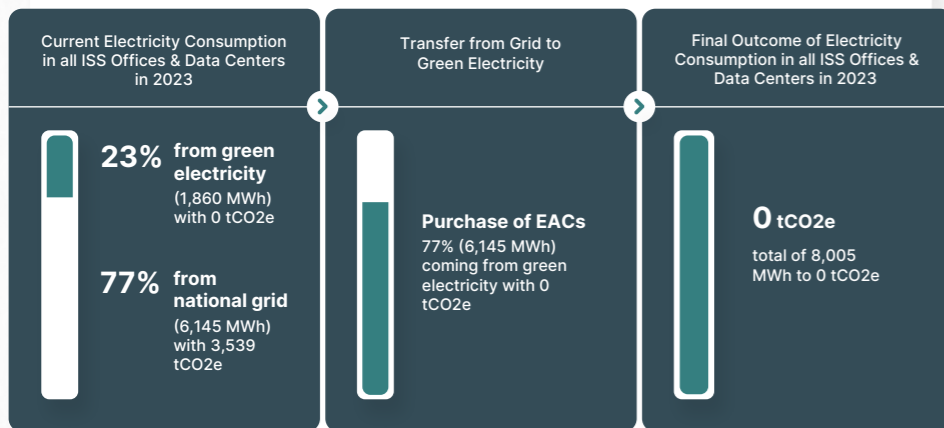 Current Electricity Consumption
in all ISS Offices & Data Centers
in 2023
23%
from green
electricity
(1,860 MWh)
with 0 tCO2e
77%
from
national grid
(6,145 MWh)
with 3,539
tCO2e
Transfer from Grid to
Green Electricity
Purchase of EACs
77% (6,145 MWh)
coming from green
electricity with 0
tCO2e
Final Outcome of Electricity
Consumption in all ISS Offices &
Data Centers in 2023
0 tCO2e
total of 8,005
MWh to 0 tCO2e